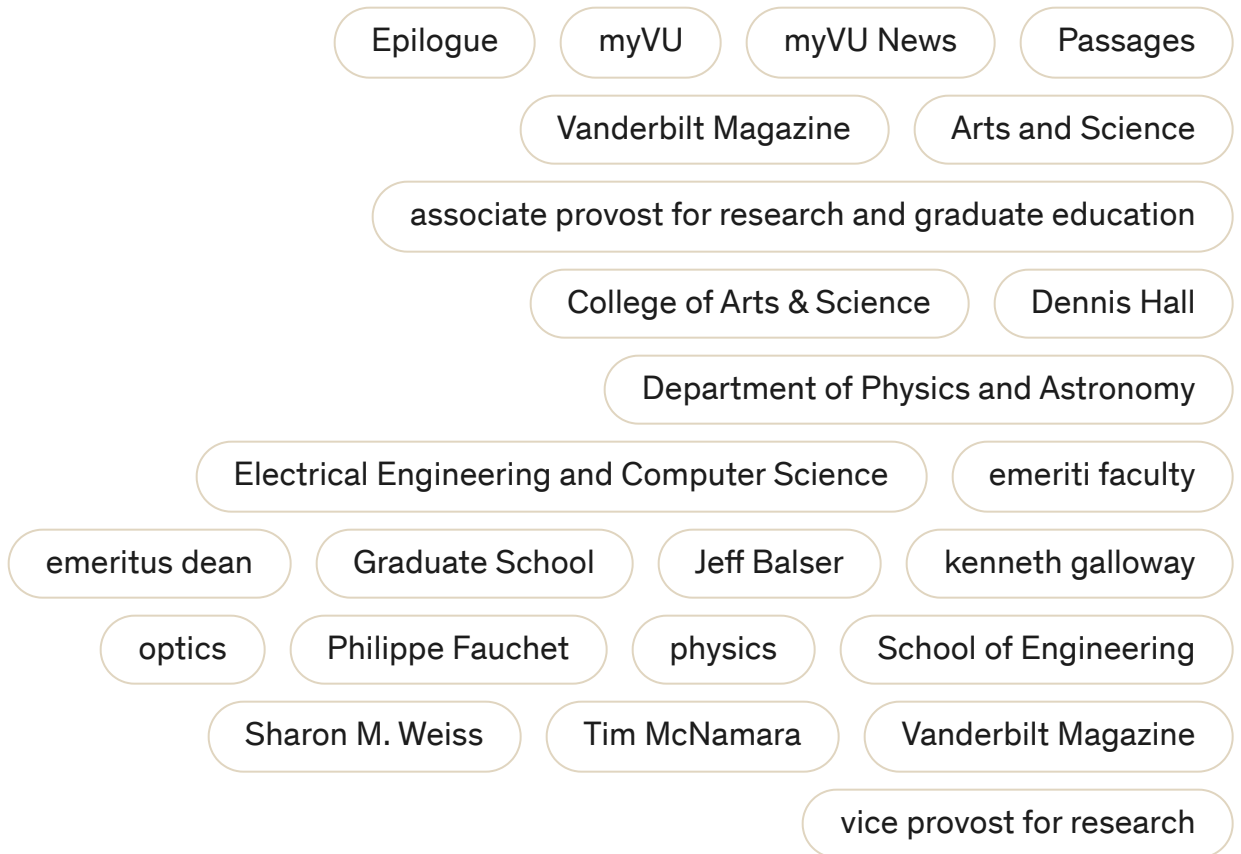 Epilogue myVU myVU News Passages
Vanderbilt Magazine Arts and Science
associate provost for research and graduate education
College of Arts & Science Dennis Hall
Department of Physics and Astronomy
Electrical Engineering and Computer Science emeriti faculty
emeritus dean Graduate School Jeff Balser kenneth galloway
optics Philippe Fauchet physics School of Engineering
Sharon M. Weiss Tim McNamara Vanderbilt Magazine
vice provost for research